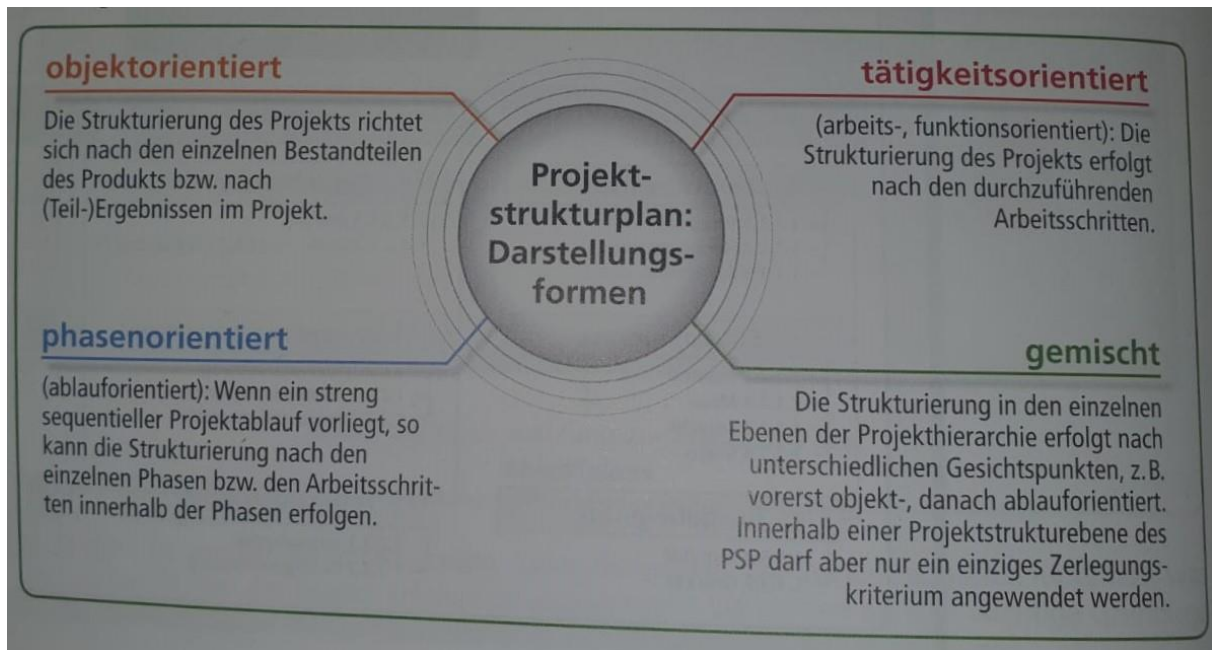 objektorientiert
Die Strukturierung des Projekts richtet
sich nach den einzelnen Bestandteilen
des Produkts bzw. nach
(Teil-)Ergebnissen im Projekt.
tätigkeitsorientiert
(arbeits-, funktionsorientiert): Die
Strukturierung des Projekts erfolgt
nach den durchzuführenden
Arbeitsschritten.
Projekt-
strukturplan:
Darstellungs-
formen
phasenorientiert
(ablauforientiert): Wenn ein streng
sequentieller Projektablauf vorliegt, so
kann die Strukturierung nach den
einzelnen Phasen bzw. den Arbeitsschrit-
ten innerhalb der Phasen erfolgen.
gemischt
Die Strukturierung in den einzelnen
Ebenen der Projekthierarchie erfolgt nach
unterschiedlichen Gesichtspunkten, z. B.
vorerst objekt-, danach ablauforientiert.
Innerhalb einer Projektstrukturebene des
PSP darf aber nur ein einziges Zerlegungs-
kriterium angewendet werden.